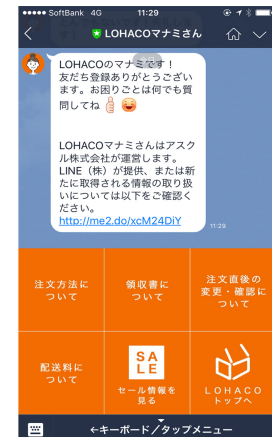 SoftBank 4G 11:29
LOHACOマナミさん
LOHACOのマナミです！
友だち登録ありがとうござい
ます。お困りごとは何でも質
問してね
LOHACOマナミさんはアスク
ル株式会社が運営します。
LINE（株）が提供、または新
たに取得される情報の取り扱
いについては以下をご確認く
ださい。
http://me2.do/xcM24DiY
11:29
注文方法に
ついて
領収書に
ついて
注文直後の
変更・確認に
ついて
配送料に
ついて
SA
LE
セール情報を
見る
LOHACO
トップへ
←キーボード／タップメニュー